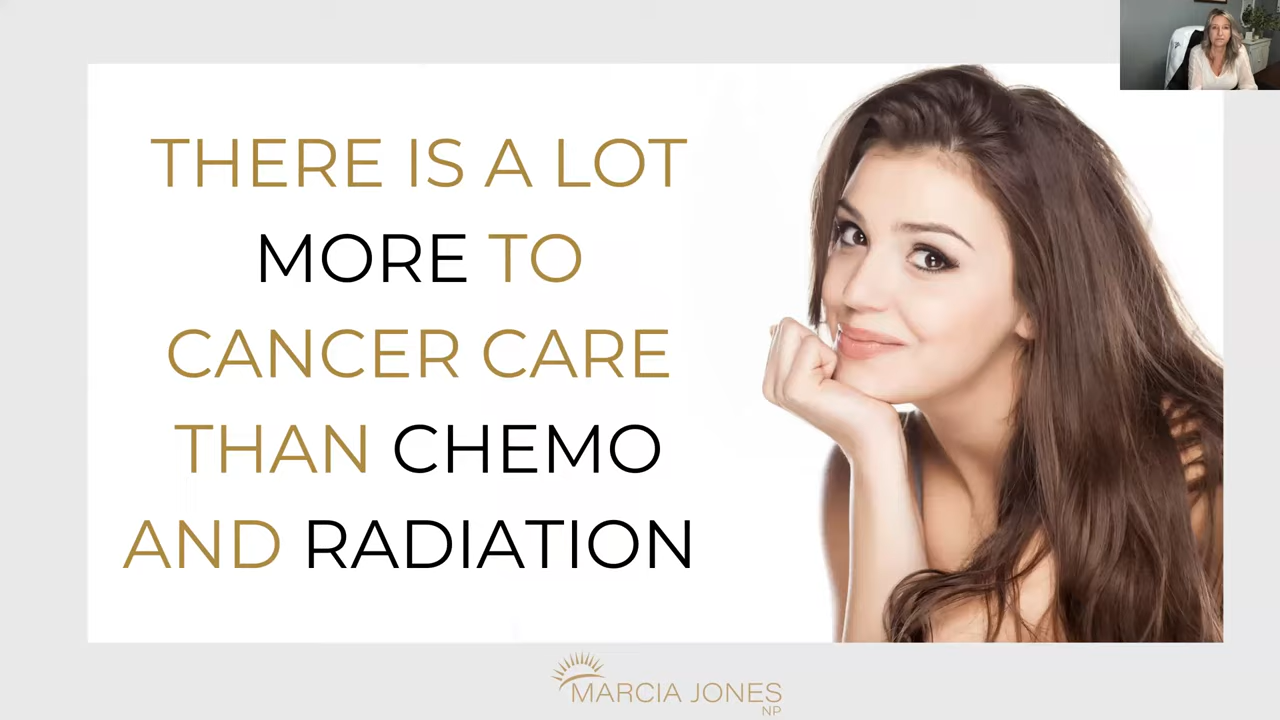 THERE IS A LOT
MORE TO
CANCER CARE
THAN CHEMO
AND RADIATION
MARCIA JONES
NP